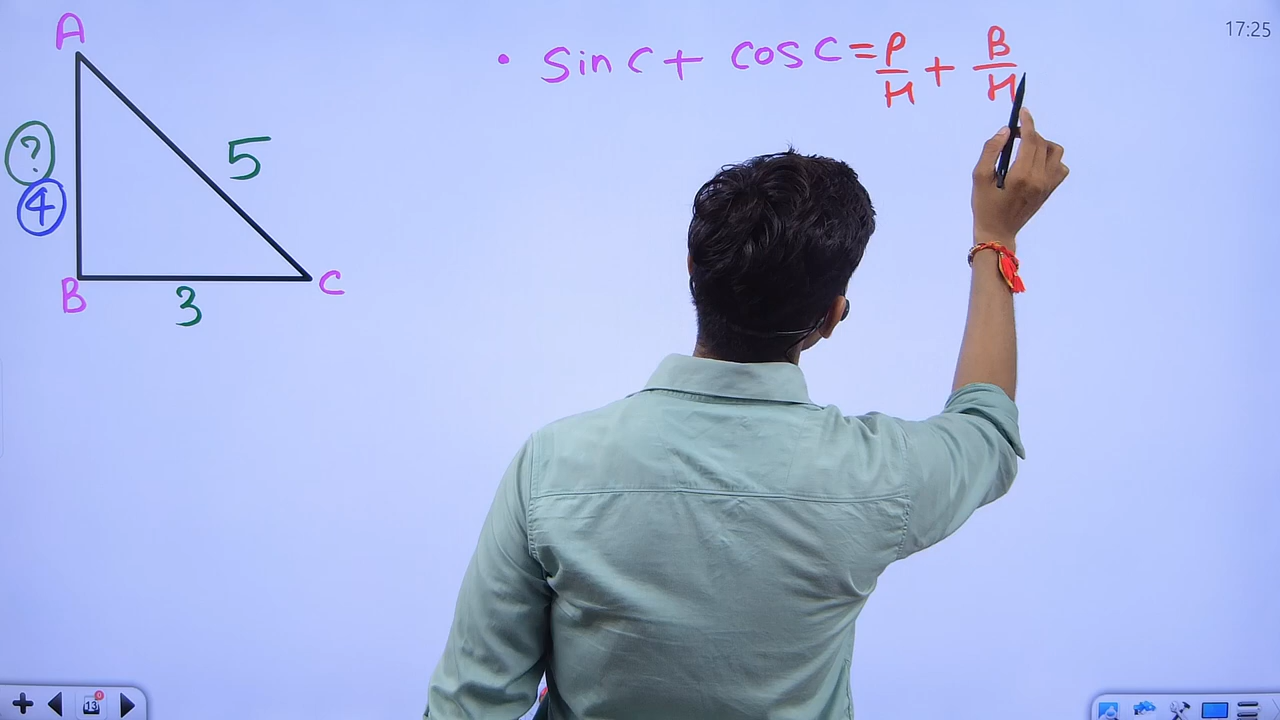 17:25
A
• sin C + cos C = P/H + B/H
?
5
4
B
3
C
13